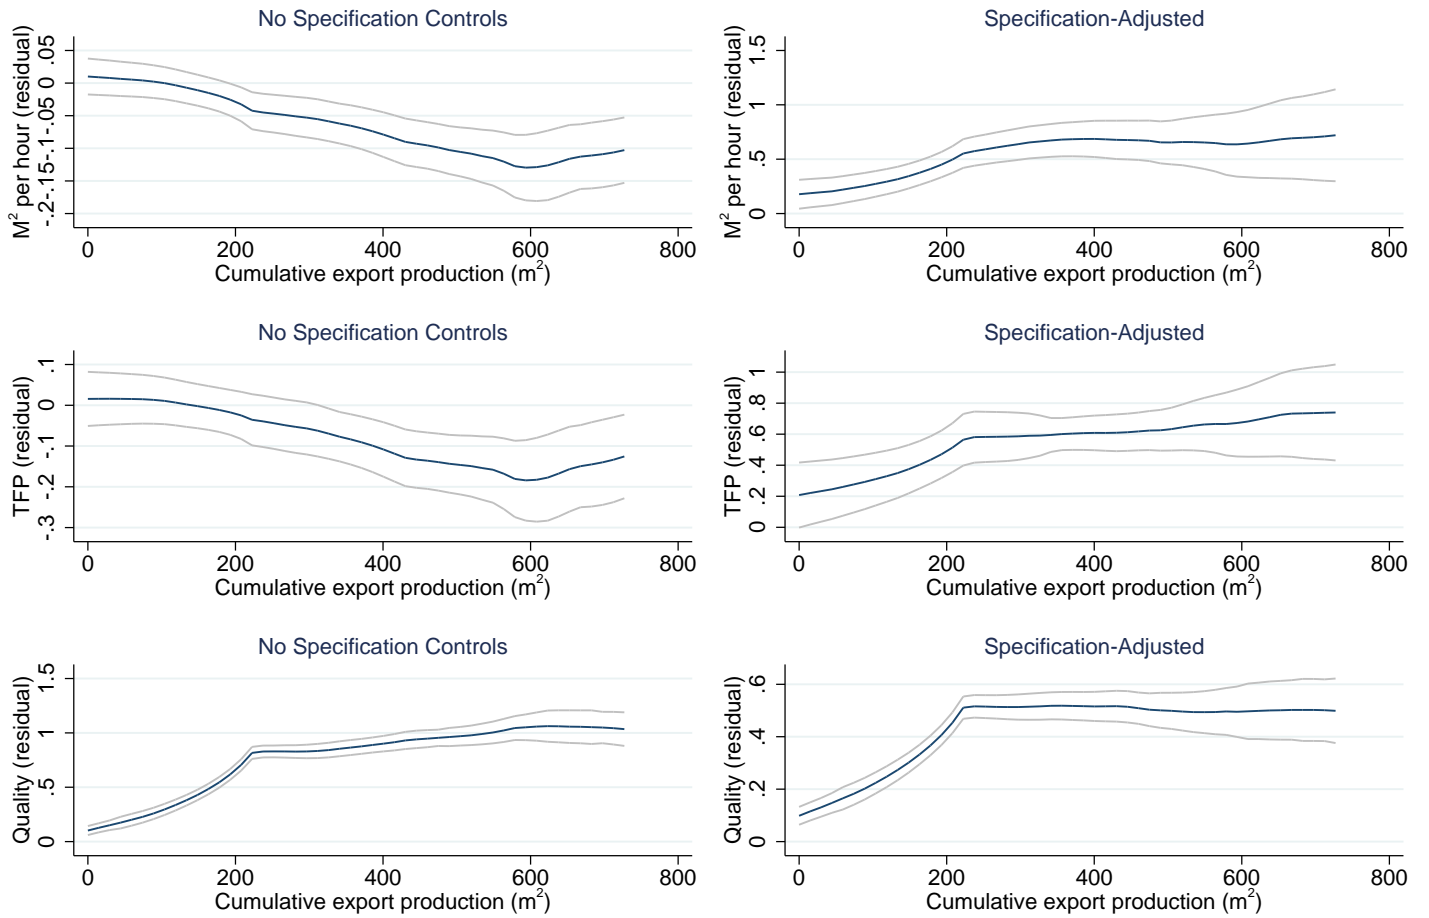 No Specification Controls
M² per hour (residual)
.05
0
-.05
-.1
-.15
-.2
0 200 400 600 800
Cumulative export production (m²)
Specification-Adjusted
M² per hour (residual)
1.5
1
.5
0
0 200 400 600 800
Cumulative export production (m²)
No Specification Controls
TFP (residual)
.1
0
-.1
-.2
-.3
0 200 400 600 800
Cumulative export production (m²)
Specification-Adjusted
TFP (residual)
1
.8
.6
.4
.2
0
0 200 400 600 800
Cumulative export production (m²)
No Specification Controls
Quality (residual)
1.5
1
.5
0
0 200 400 600 800
Cumulative export production (m²)
Specification-Adjusted
Quality (residual)
.6
.4
.2
0
0 200 400 600 800
Cumulative export production (m²)